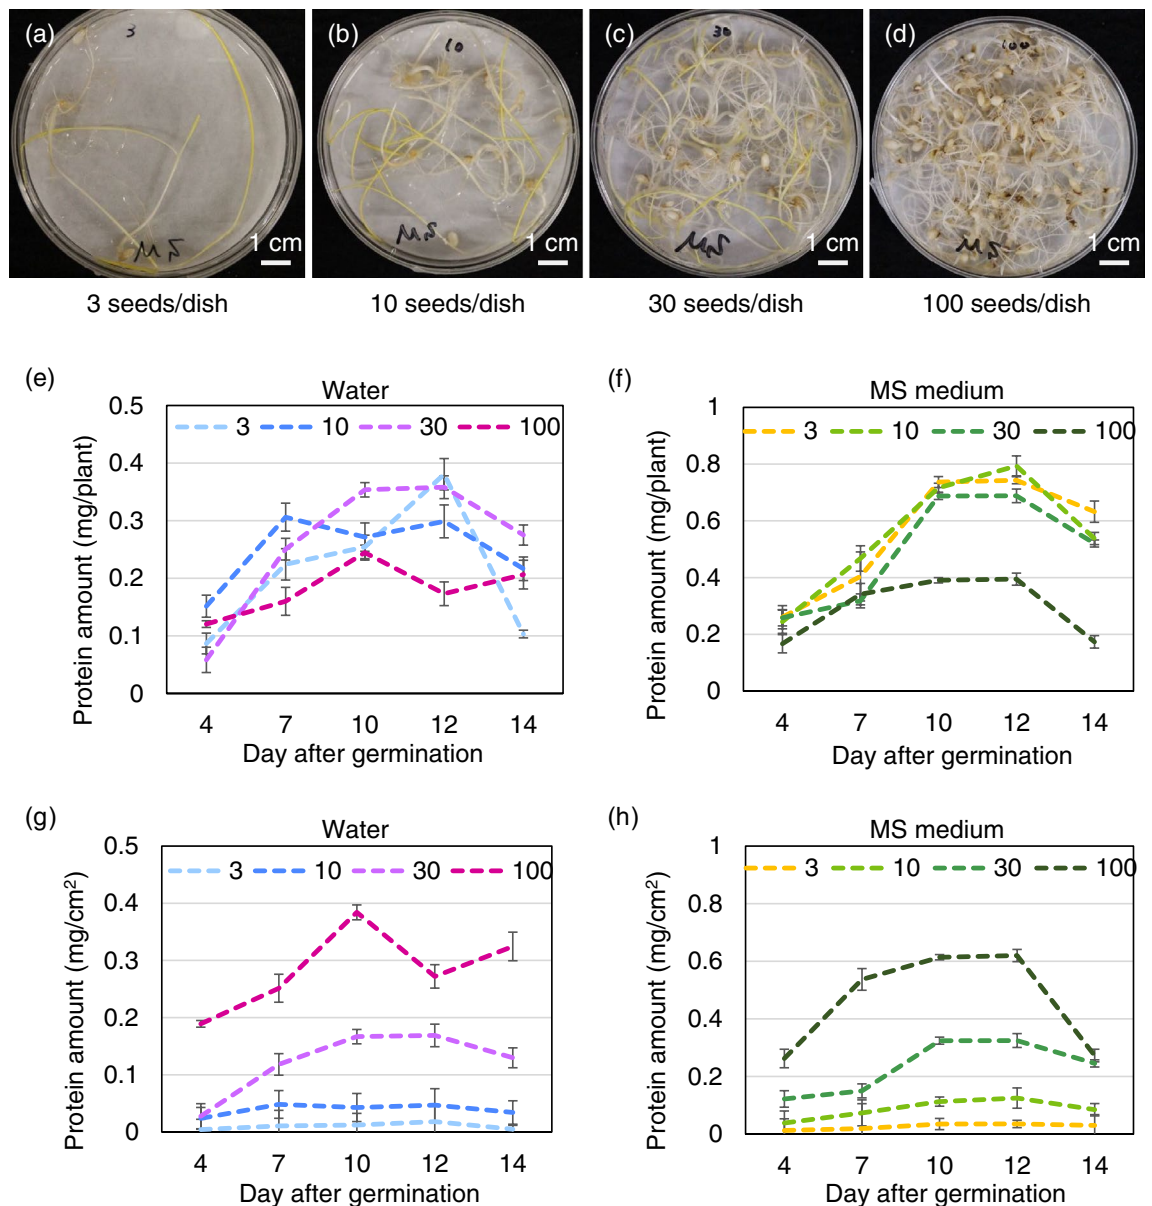 (a) 3 (b) 10 (c) 30 (d) 100
MS MS MS MS
1 cm 1 cm 1 cm 1 cm
3 seeds/dish 10 seeds/dish 30 seeds/dish 100 seeds/dish
(e)
Water
Protein amount (mg/plant)
0.5
3 10 30 100
0.4
0.3
0.2
0.1
0
4 7 10 12 14
Day after germination
(f)
MS medium
Protein amount (mg/plant)
1
3 10 30 100
0.8
0.6
0.4
0.2
0
4 7 10 12 14
Day after germination
(g)
Water
Protein amount (mg/cm²)
0.5
3 10 30 100
0.4
0.3
0.2
0.1
0
4 7 10 12 14
Day after germination
(h)
MS medium
Protein amount (mg/cm²)
1
3 10 30 100
0.8
0.6
0.4
0.2
0
4 7 10 12 14
Day after germination